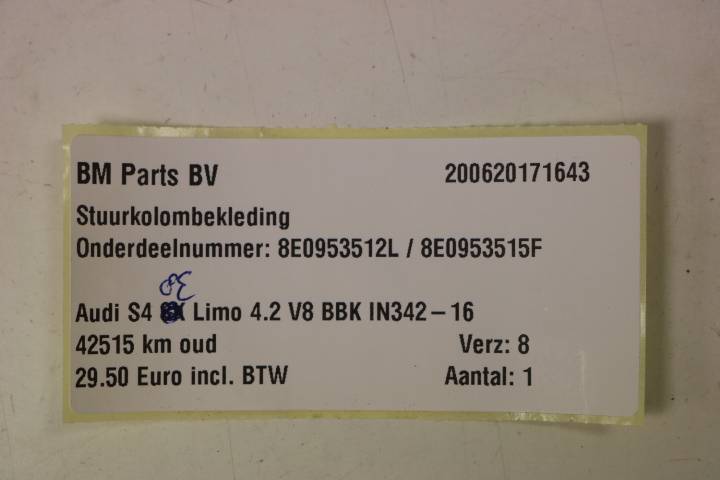 BM Parts BV 200620171643
Stuurkolombekleding
Onderdeelnummer: 8E0953512L / 8E0953515F
8E
Audi S4 Limo 4.2 V8 BBK IN342-16
42515 km oud Verz: 8
29.50 Euro incl. BTW Aantal: 1